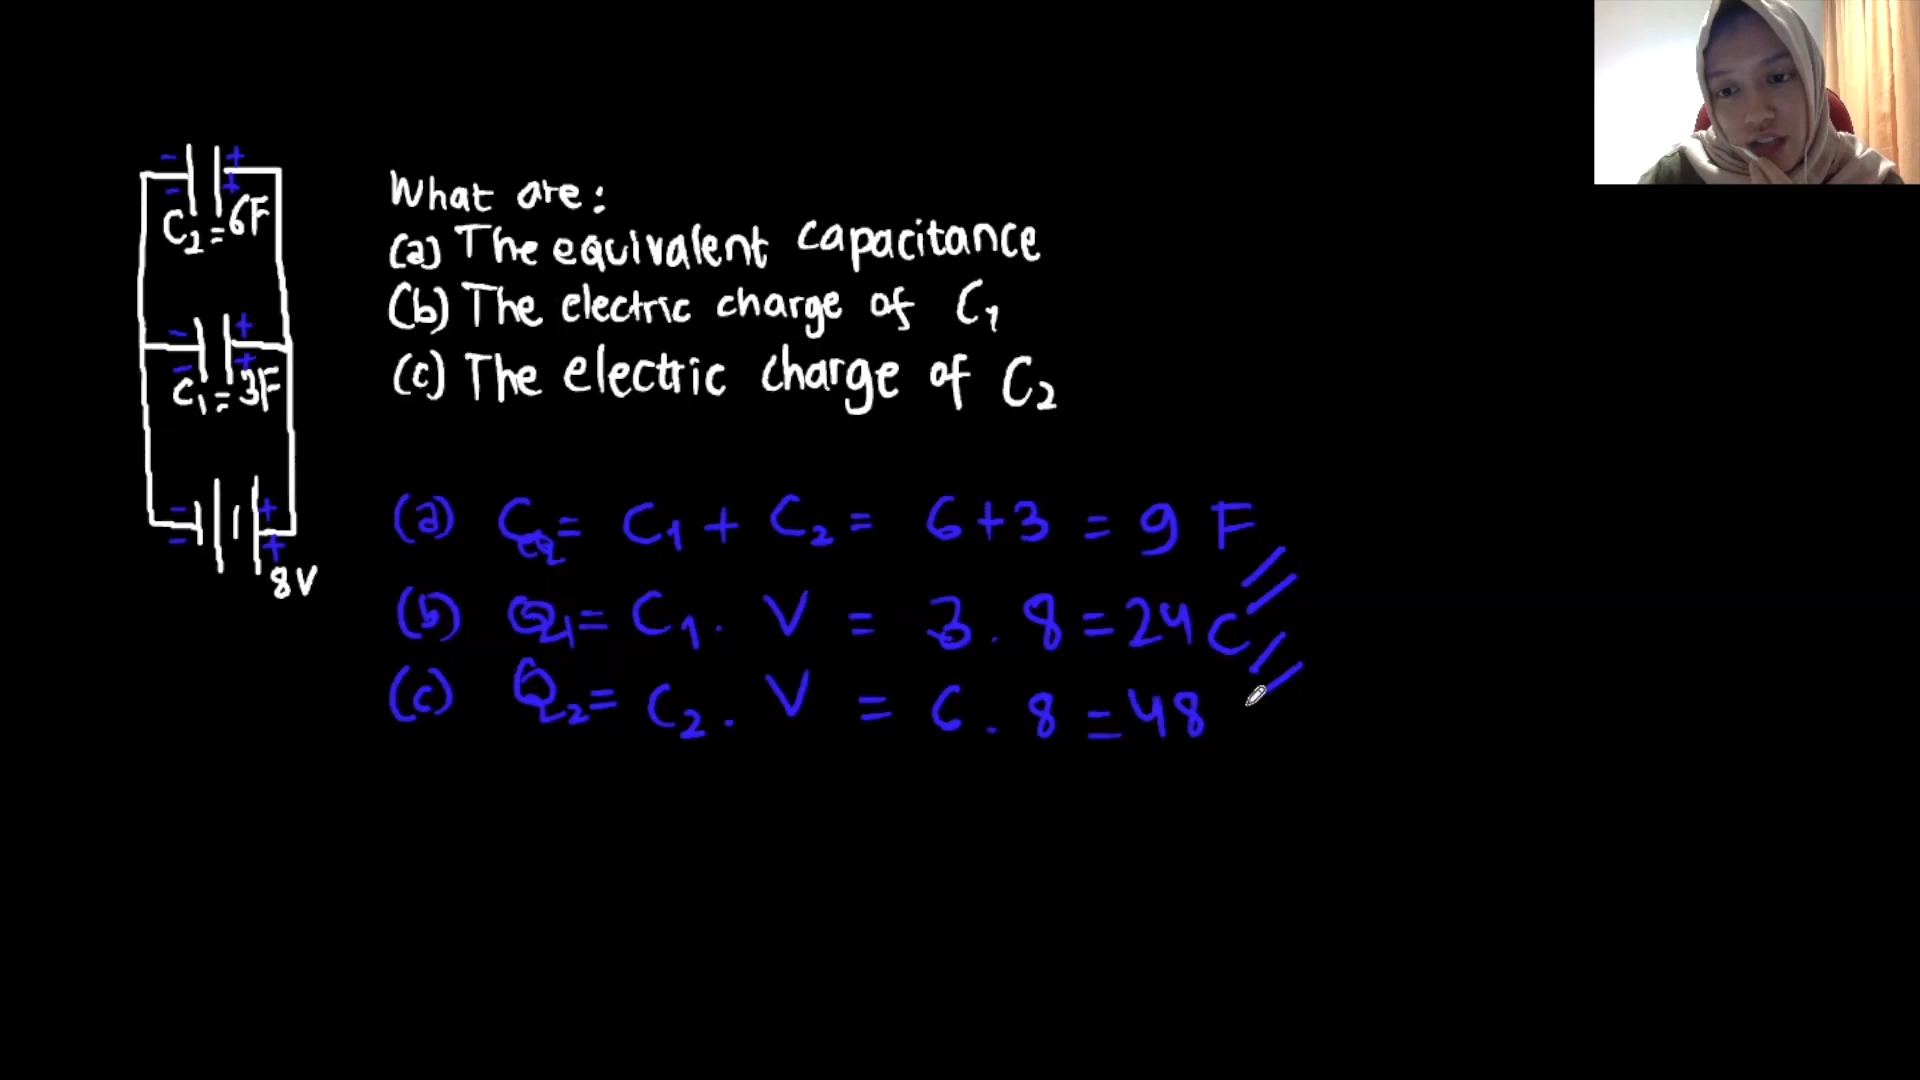 - +
- +
C₂=6F
- +
- +
C₁=3F
- +
- +
8V
What are:
(a) The equivalent capacitance
(b) The electric charge of C₁
(c) The electric charge of C₂
(a) Ceq= C₁ + C₂ = 6+3 = 9 F
(b) Q₁= C₁. V = 3 . 8 = 24 C
(c) Q₂= C₂. V = 6 . 8 = 48